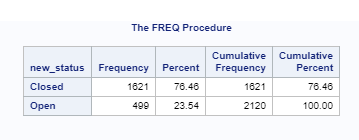 The FREQ Procedure
Cumulative Cumulative
new_status Frequency Percent Frequency Percent
Closed 1621 76.46 1621 76.46
Open 499 23.54 2120 100.00